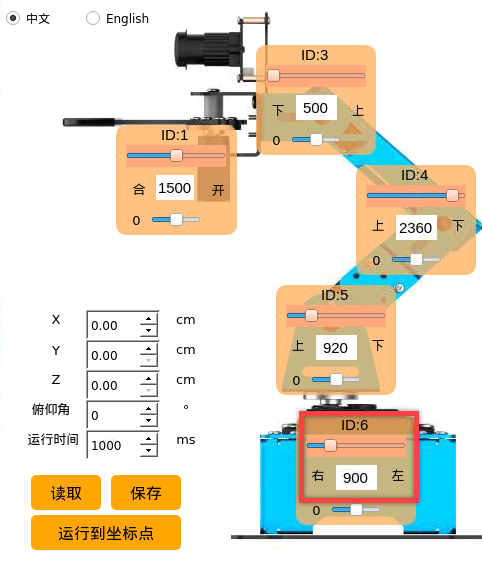 中文 English
ID:3
下 500 上
0
ID:1
合 1500 开
0
ID:4
上 2360 下
0
ID:5
上 920 下
0
X 0.00 cm
Y 0.00 cm
Z 0.00 cm
俯仰角 0 °
运行时间 1000 ms
ID:6
右 900 左
0
读取 保存
运行到坐标点